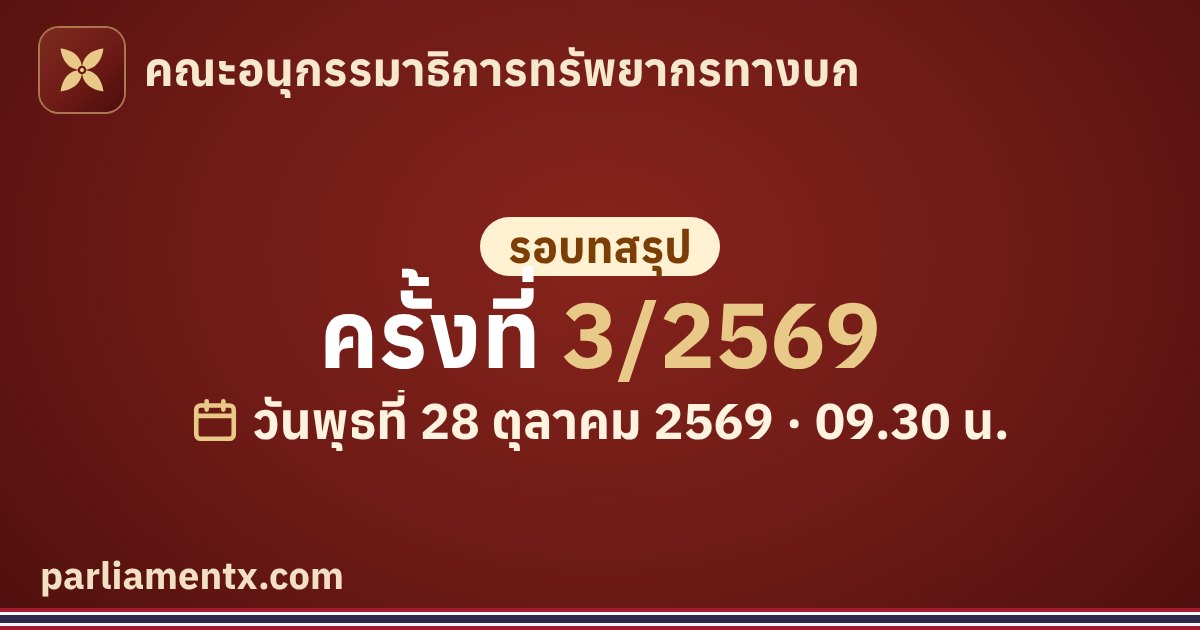 คณะอนุกรรมาธิการทรัพยากรทางบก
รอบทสรุป
ครั้งที่ 3/2569
วันพุธที่ 28 ตุลาคม 2569 · 09.30 น.
parliamentx.com